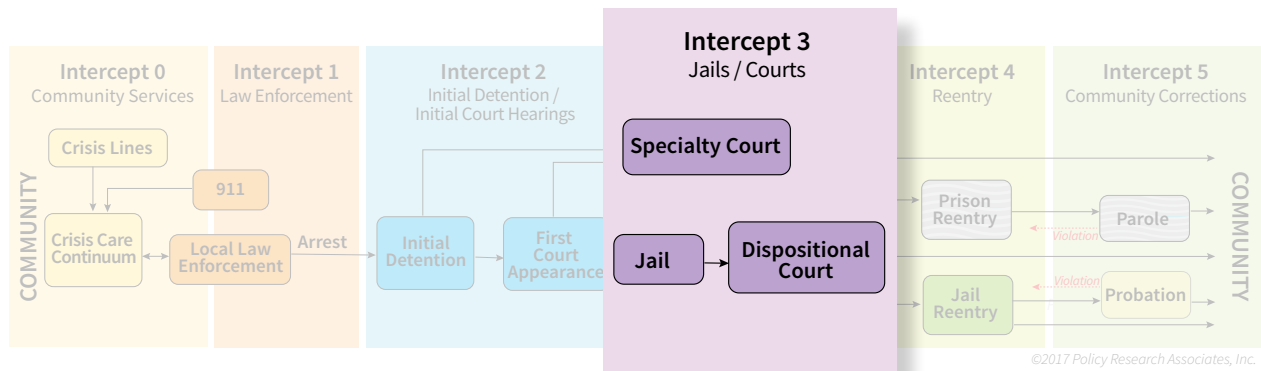 Intercept 0
Community Services
Intercept 1
Law Enforcement
Intercept 2
Initial Detention /
Initial Court Hearings
Intercept 3
Jails / Courts
Intercept 4
Reentry
Intercept 5
Community Corrections
COMMUNITY
Crisis Lines
911
Crisis Care
Continuum
Local Law
Enforcement
Arrest
Initial
Detention
First
Court
Appearance
Specialty Court
Jail
Dispositional
Court
Prison
Reentry
Violation
Parole
Jail
Reentry
Violation
Probation
COMMUNITY
©2017 Policy Research Associates, Inc.